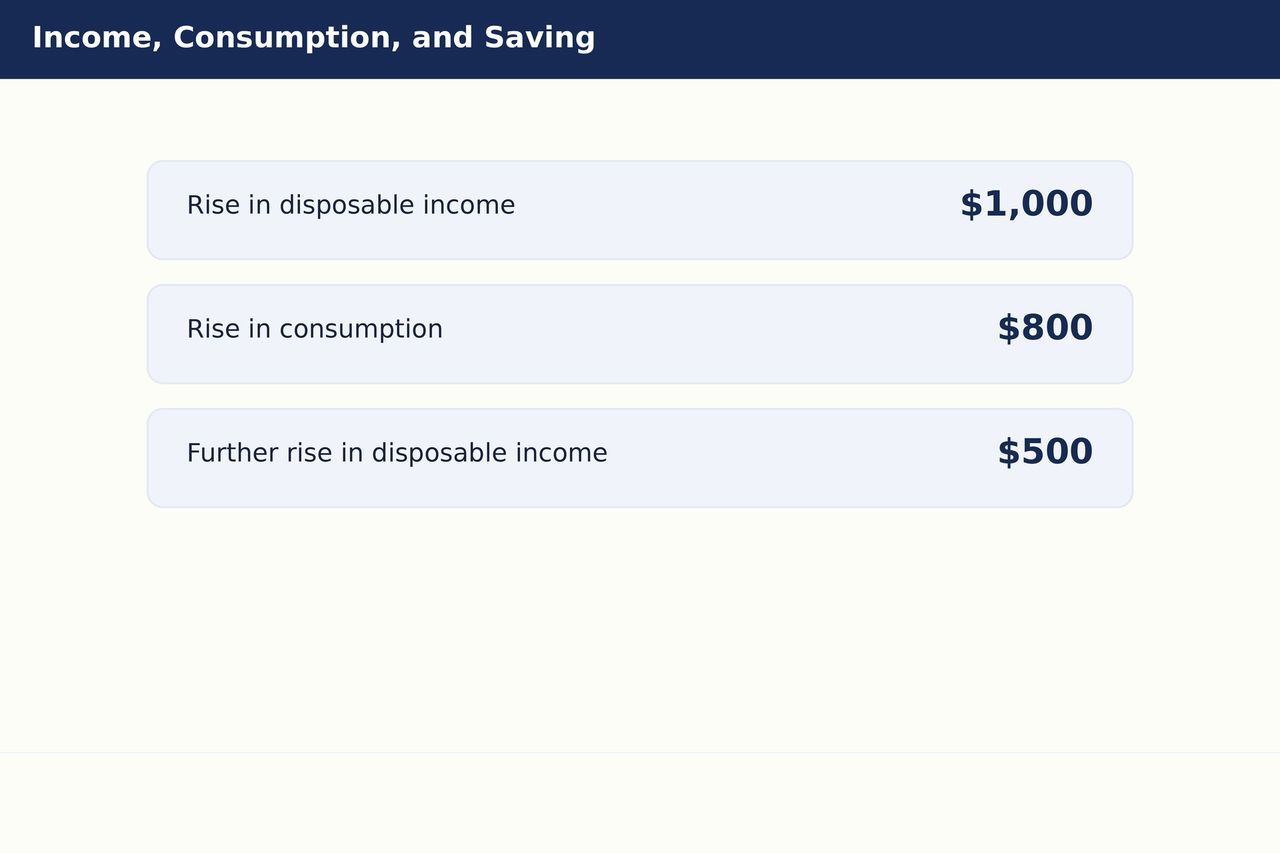 Income, Consumption, and Saving
Rise in disposable income $1,000
Rise in consumption $800
Further rise in disposable income $500